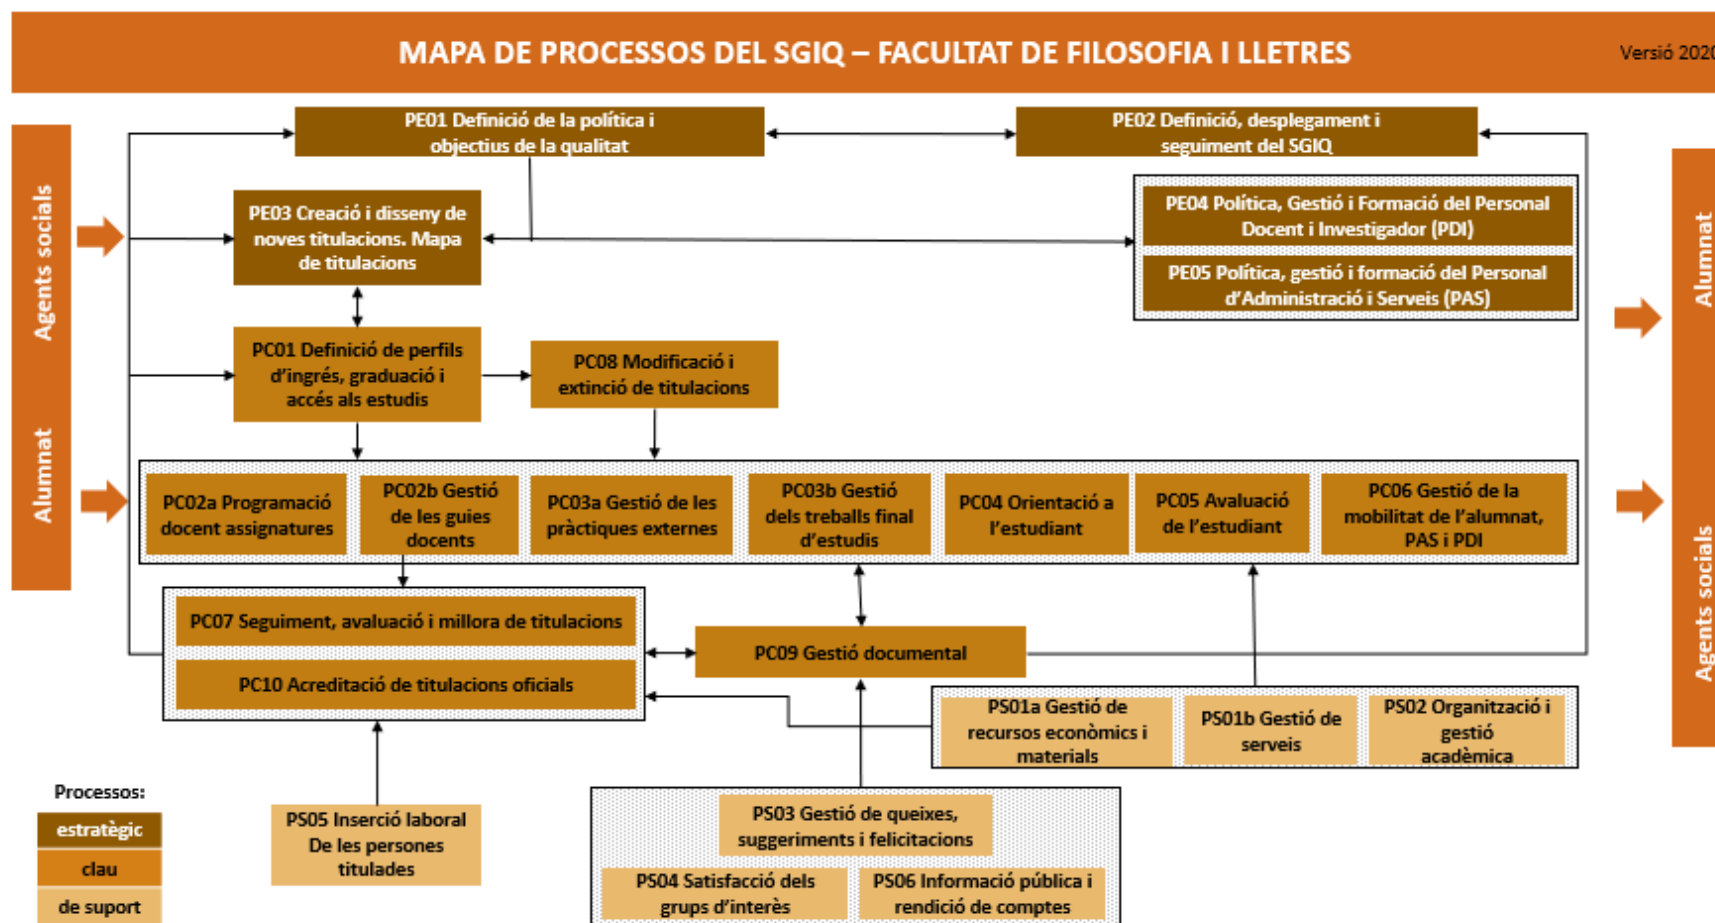 MAPA DE PROCESSOS DEL SGIQ – FACULTAT DE FILOSOFIA I LLETRES
Versió 2020
Agents socials
Alumnat
PE01 Definició de la política i
objectius de la qualitat
PE02 Definició, desplegament i
seguiment del SGIQ
PE03 Creació i disseny de
noves titulacions. Mapa
de titulacions
PE04 Política, Gestió i Formació del Personal
Docent i Investigador (PDI)
PE05 Política, gestió i formació del Personal
d'Administració i Serveis (PAS)
PC01 Definició de perfils
d'ingrés, graduació i
accés als estudis
PC08 Modificació i
extinció de titulacions
PC02a Programació
docent assignatures
PC02b Gestió
de les guies
docents
PC03a Gestió de les
pràctiques externes
PC03b Gestió
dels treballs final
d'estudis
PC04 Orientació a
l'estudiant
PC05 Avaluació
de l'estudiant
PC06 Gestió de la
mobilitat de l'alumnat,
PAS i PDI
PC07 Seguiment, avaluació i millora de titulacions
PC10 Acreditació de titulacions oficials
PC09 Gestió documental
PS01a Gestió de
recursos econòmics i
materials
PS01b Gestió de
serveis
PS02 Organització i
gestió
acadèmica
PS05 Inserció laboral
De les persones
titulades
PS03 Gestió de queixes,
suggeriments i felicitacions
PS04 Satisfacció dels
grups d'interès
PS06 Informació pública i
rendició de comptes
Processos:
estratègic
clau
de suport
Alumnat
Agents socials